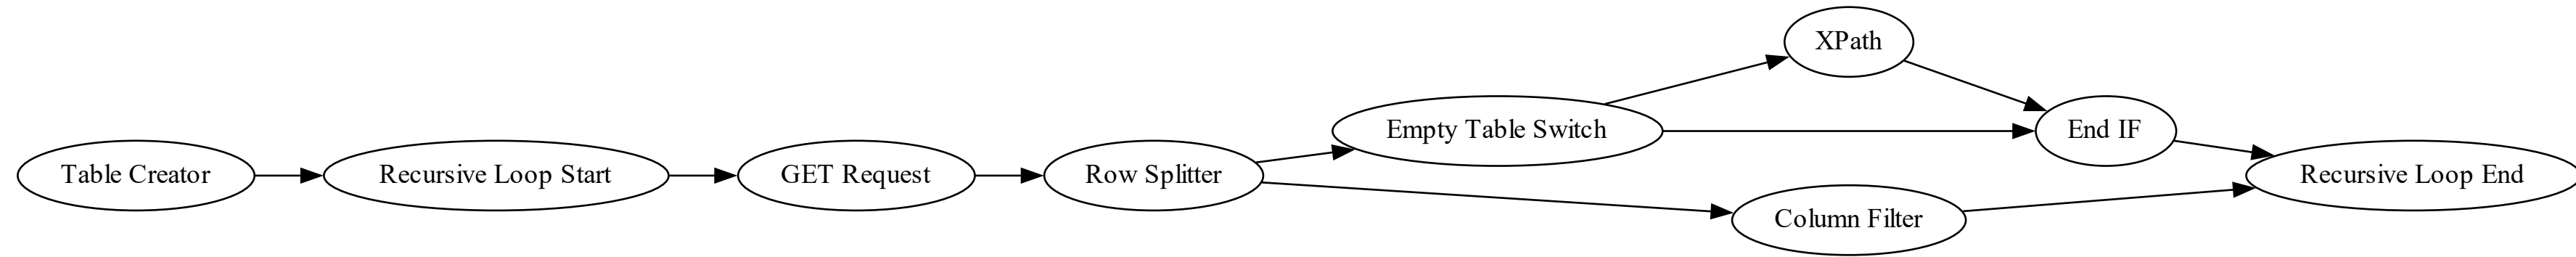 Table Creator
Recursive Loop Start
GET Request
Row Splitter
Empty Table Switch
XPath
Column Filter
End IF
Recursive Loop End